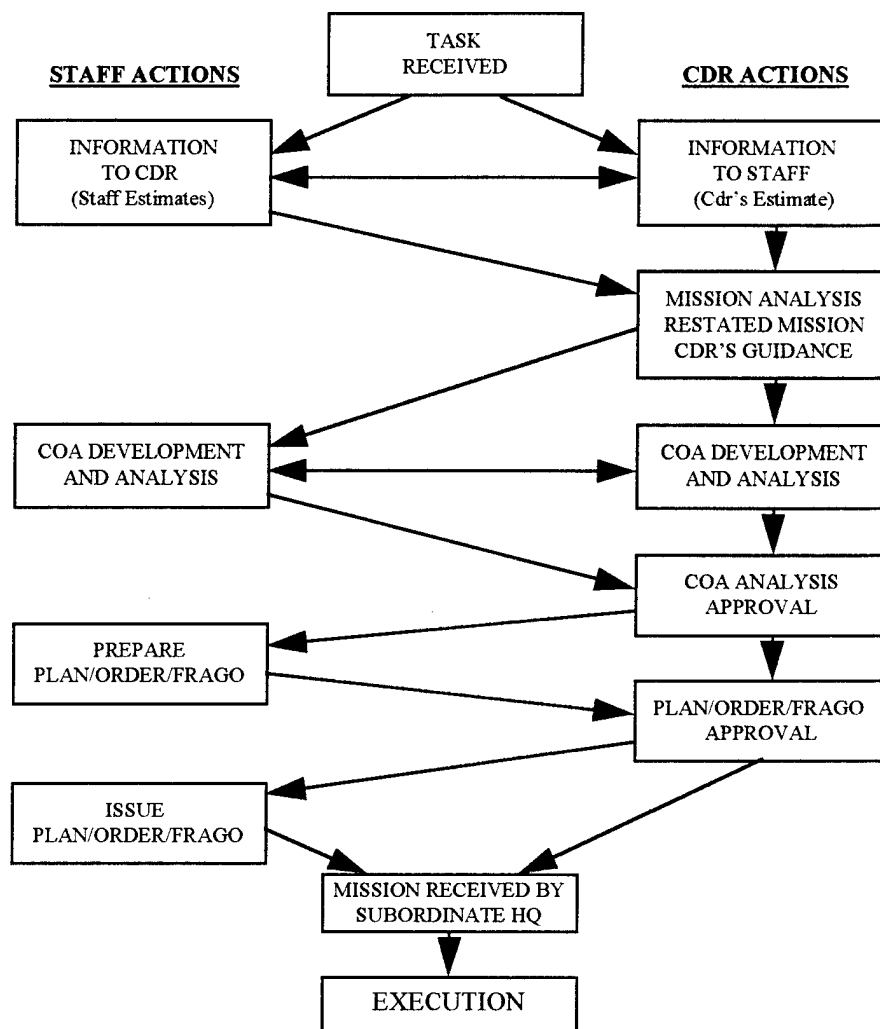 TASK
RECEIVED
STAFF ACTIONS
CDR ACTIONS
INFORMATION
TO CDR
(Staff Estimates)
INFORMATION
TO STAFF
(Cdr's Estimate)
MISSION ANALYSIS
RESTATED MISSION
CDR'S GUIDANCE
COA DEVELOPMENT
AND ANALYSIS
COA DEVELOPMENT
AND ANALYSIS
COA ANALYSIS
APPROVAL
PREPARE
PLAN/ORDER/FRAGO
PLAN/ORDER/FRAGO
APPROVAL
ISSUE
PLAN/ORDER/FRAGO
MISSION RECEIVED BY
SUBORDINATE HQ
EXECUTION